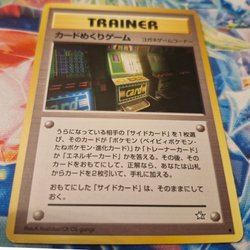 TRAINER
カードめくりゲーム
コガネゲームコーナー
card
うらになっている相手の「サイドカード」を1枚選
び、そのカードが「ポケモン（ベイビィポケモン・
たねポケモン・進化カード）」か「トレーナーカー
ド」か「エネルギーカード」かを答える。その後、その
カードをおもてにして、正解なら、あなたは山札
からカードを2枚引いて、手札に加える。
おもてにした「サイドカード」は、そのままにして
おく。